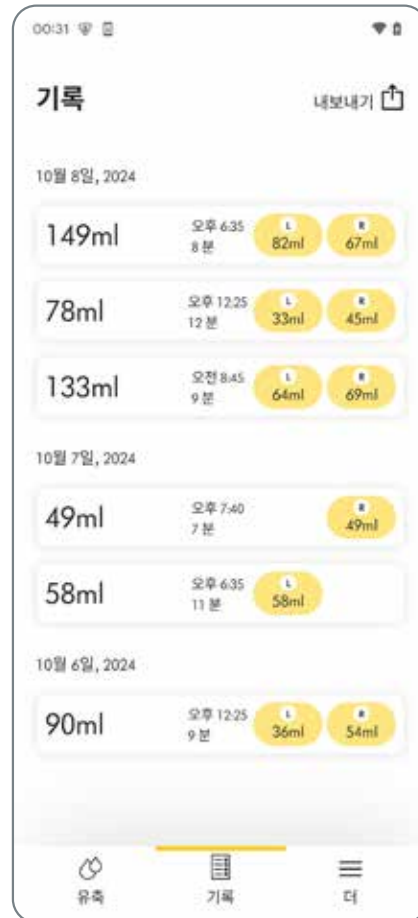 00:31
기록
내보내기
10월 8일, 2024
149ml 오후 6:35 L R
8 분 82ml 67ml
78ml 오후 12:25 L R
12 분 33ml 45ml
133ml 오전 8:45 L R
9 분 64ml 69ml
10월 7일, 2024
49ml 오후 7:40 R
7 분 49ml
58ml 오후 6:35 L
11 분 58ml
10월 6일, 2024
90ml 오후 12:25 L R
9 분 36ml 54ml
유축 기록 더